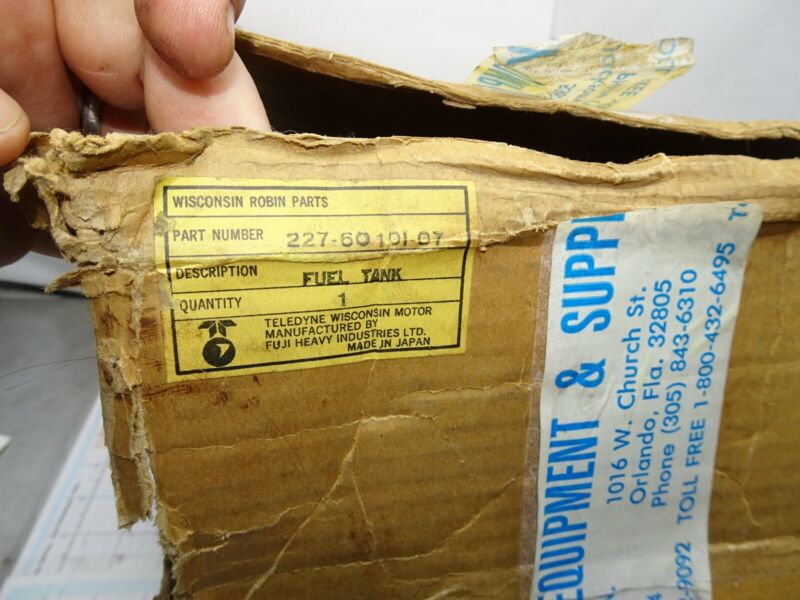 WISCONSIN ROBIN PARTS
PART NUMBER 227-60101-07
DESCRIPTION FUEL TANK
QUANTITY 1
TELEDYNE WISCONSIN MOTOR
MANUFACTURED BY
FUJI HEAVY INDUSTRIES LTD.
MADE IN JAPAN
EQUIPMENT & SUPPL
1016 W. Church St.
Orlando, Fla. 32805
Phone (305) 843-6310
9092 TOLL FREE 1-800-432-6495